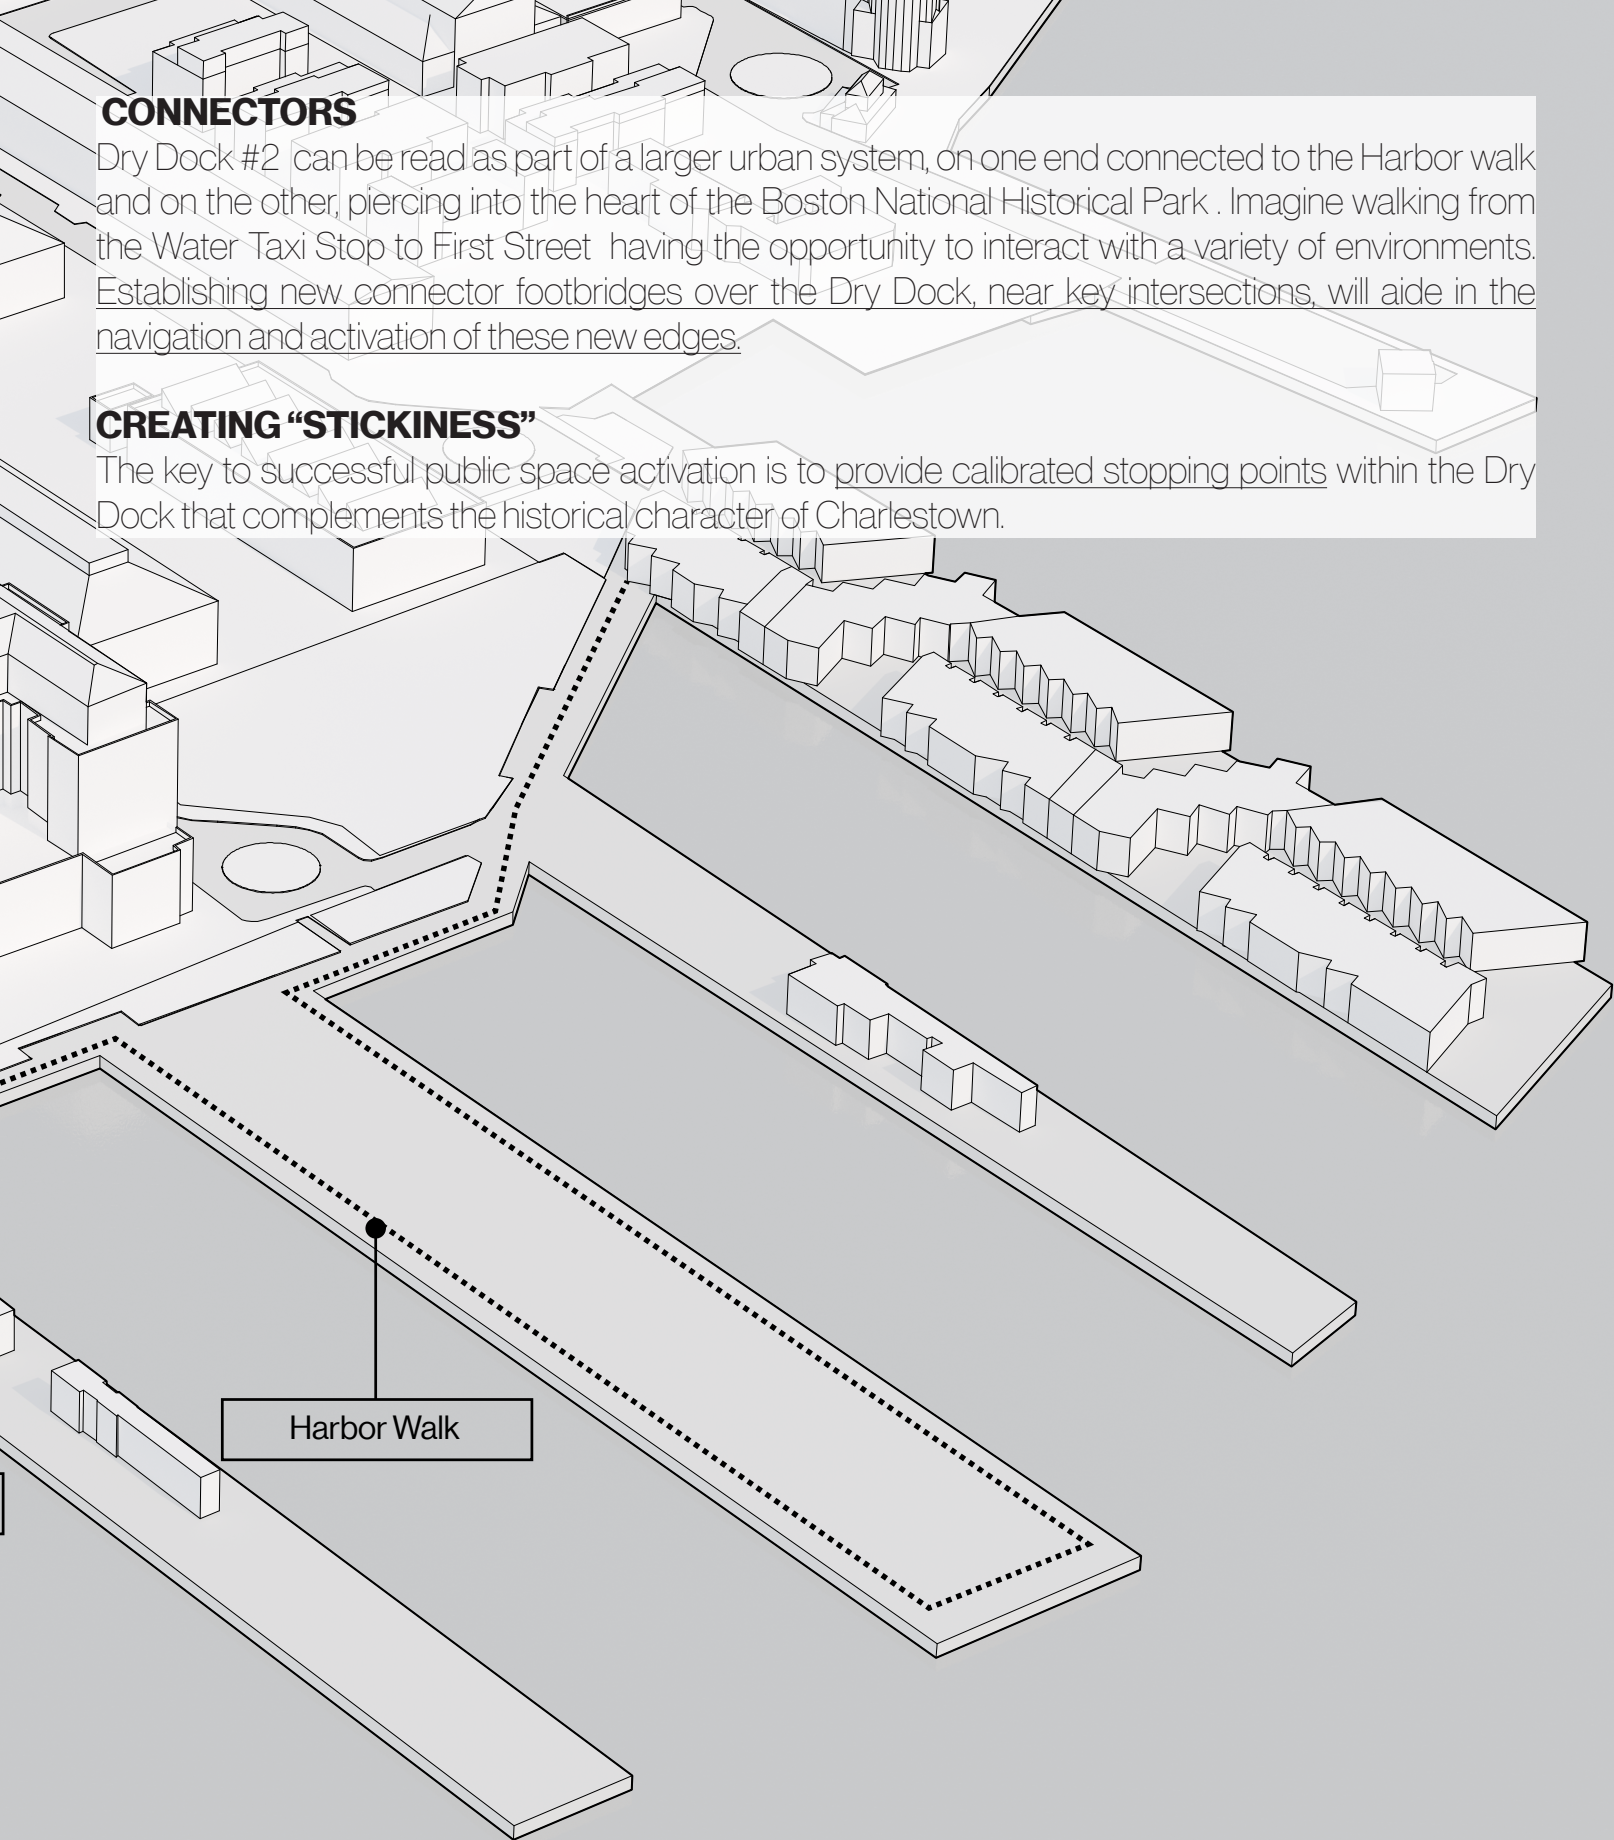 CONNECTORS
Dry Dock #2  can be read as part of a larger urban system, on one end connected to the Harbor walk
and on the other, piercing into the heart of the Boston National Historical Park . Imagine walking from
the Water Taxi Stop to First Street  having the opportunity to interact with a variety of environments.
Establishing new connector footbridges over the Dry Dock, near key intersections, will aide in the
navigation and activation of these new edges.
CREATING “STICKINESS”
The key to successful public space activation is to provide calibrated stopping points within the Dry
Dock that complements the historical character of Charlestown.
Harbor Walk